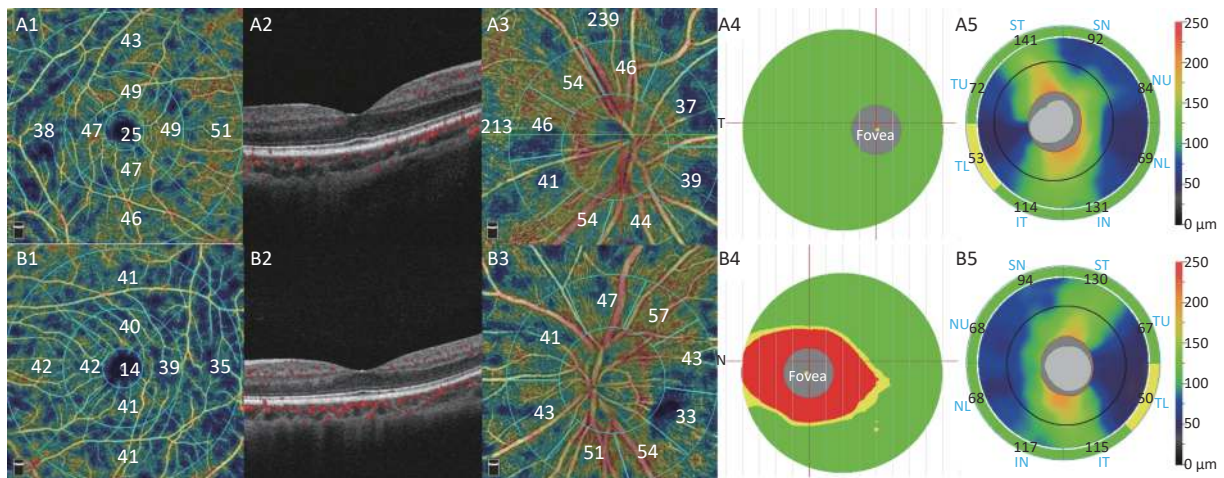 A1
43
49
38 47 25 49 51
47
46
A2
A3
239
54 46
37
213 46
41 39
54 44
A4
T
Fovea
A5
ST SN
141 92
TU NU
72 84
53 69
TL NL
114 131
IT IN
250
200
150
100
50
0 µm
B1
41
40
42 42 14 39 35
41
41
B2
B3
47
57
41 43
43 33
51 54
B4
N
Fovea
B5
SN ST
94 130
NU TU
68 67
68 50
NL TL
117 115
IN IT
250
200
150
100
50
0 µm